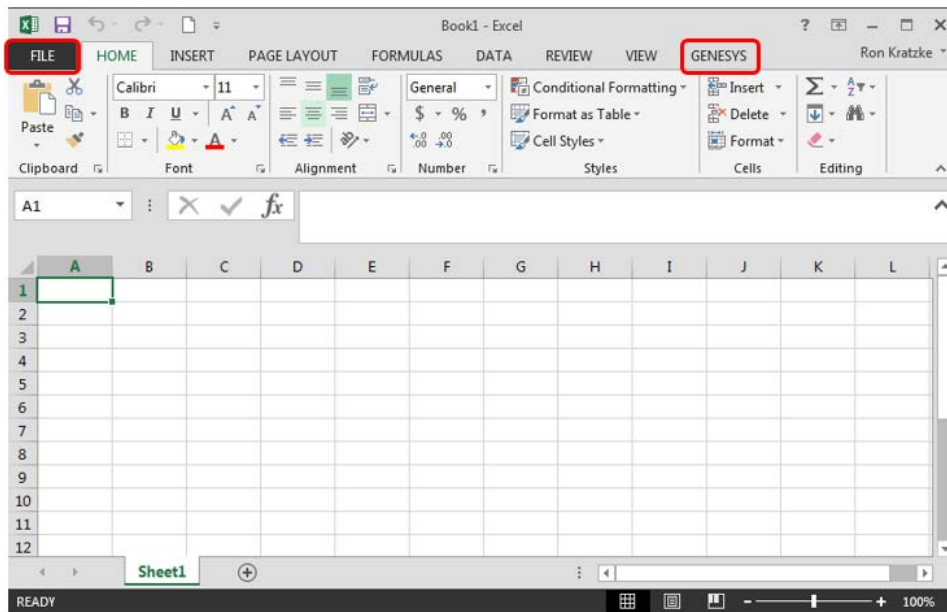 Book1 - Excel
?
FILE HOME INSERT PAGE LAYOUT FORMULAS DATA REVIEW VIEW GENESYS Ron Kratzke
Calibri 11 General Conditional Formatting Insert
Paste B I U A A $ % , Format as Table Delete
A Cell Styles Format
Clipboard Font Alignment Number Styles Cells Editing
A1 fx
A B C D E F G H I J K L
1
2
3
4
5
6
7
8
9
10
11
12
Sheet1
READY 100%